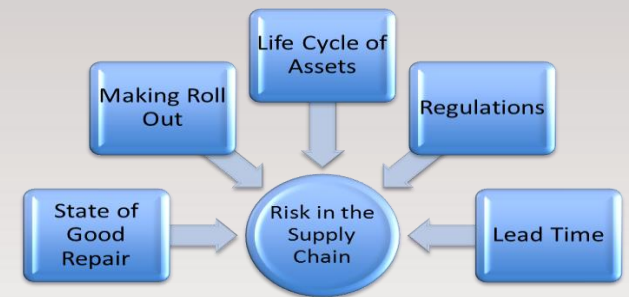 Life Cycle of
Assets
Making Roll
Out
Regulations
State of
Good
Repair
Risk in the
Supply
Chain
Lead Time